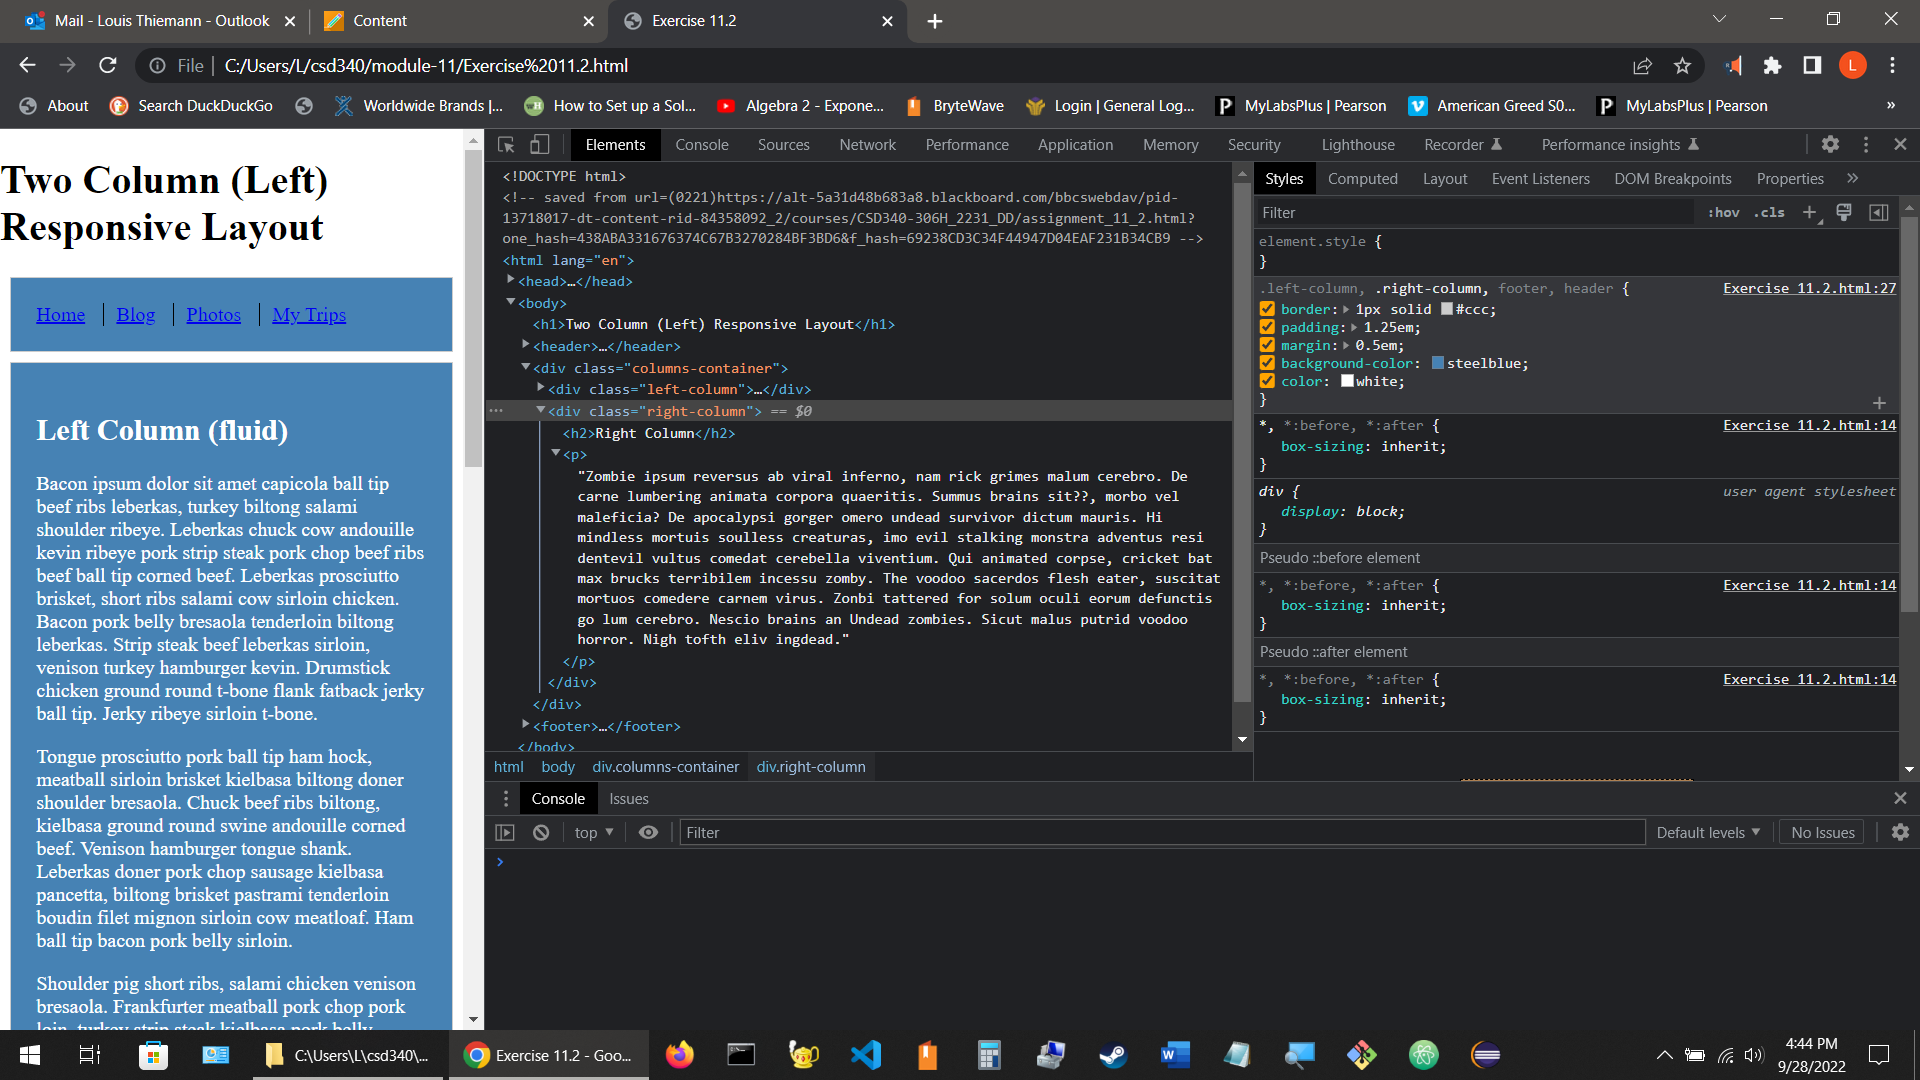 Mail - Louis Thiemann - Outlook
Content
Exercise 11.2
File
C:/Users/L/csd340/module-11/Exercise%2011.2.html
L
About
Search DuckDuckGo
Worldwide Brands |...
How to Set up a Sol...
Algebra 2 - Expone...
BryteWave
Login | General Log...
MyLabsPlus | Pearson
American Greed S0...
MyLabsPlus | Pearson
»
Two Column (Left)
Responsive Layout
Home
Blog
Photos
My Trips
Left Column (fluid)
Bacon ipsum dolor sit amet capicola ball tip
beef ribs leberkas, turkey biltong salami
shoulder ribeye. Leberkas chuck cow andouille
kevin ribeye pork strip steak pork chop beef ribs
beef ball tip corned beef. Leberkas prosciutto
brisket, short ribs salami cow sirloin chicken.
Bacon pork belly bresaola tenderloin biltong
leberkas. Strip steak beef leberkas sirloin,
venison turkey hamburger kevin. Drumstick
chicken ground round t-bone flank fatback jerky
ball tip. Jerky ribeye sirloin t-bone.
Tongue prosciutto pork ball tip ham hock,
meatball sirloin brisket kielbasa biltong doner
shoulder bresaola. Chuck beef ribs biltong,
kielbasa ground round swine andouille corned
beef. Venison hamburger tongue shank.
Leberkas doner pork chop sausage kielbasa
pancetta, biltong brisket pastrami tenderloin
boudin filet mignon sirloin cow meatloaf. Ham
ball tip bacon pork belly sirloin.
Shoulder pig short ribs, salami chicken venison
bresaola. Frankfurter meatball pork chop pork
loin, turkey strip steak kielbasa pork belly
Elements
Console
Sources
Network
Performance
Application
Memory
Security
Lighthouse
Recorder
Performance insights
<!DOCTYPE html>
<!-- saved from url=(0221)https://alt-5a31d48b683a8.blackboard.com/bbcswebdav/pid-
13718017-dt-content-rid-84358092_2/courses/CSD340-306H_2231_DD/assignment_11_2.html?
one_hash=438ABA331676374C67B3270284BF3BD6&f_hash=69238CD3C34F44947D04EAF231B34CB9 -->
<html lang="en">
<head>…</head>
<body>
<h1>Two Column (Left) Responsive Layout</h1>
<header>…</header>
<div class="columns-container">
<div class="left-column">…</div>
<div class="right-column"> == $0
<h2>Right Column</h2>
<p>
"Zombie ipsum reversus ab viral inferno, nam rick grimes malum cerebro. De
carne lumbering animata corpora quaeritis. Summus brains sit??, morbo vel
maleficia? De apocalypsi gorger omero undead survivor dictum mauris. Hi
mindless mortuis soulless creaturas, imo evil stalking monstra adventus resi
dentevil vultus comedat cerebella viventium. Qui animated corpse, cricket bat
max brucks terribilem incessu zomby. The voodoo sacerdos flesh eater, suscitat
mortuos comedere carnem virus. Zonbi tattered for solum oculi eorum defunctis
go lum cerebro. Nescio brains an Undead zombies. Sicut malus putrid voodoo
horror. Nigh tofth eliv ingdead."
</p>
</div>
</div>
<footer>…</footer>
</body>
html body div.columns-container div.right-column
Styles
Computed
Layout
Event Listeners
DOM Breakpoints
Properties
»
Filter
:hov .cls +
element.style {
}
.left-column, .right-column, footer, header { Exercise 11.2.html:27
border: 1px solid #ccc;
padding: 1.25em;
margin: 0.5em;
background-color: steelblue;
color: white;
}
*, *:before, *:after { Exercise 11.2.html:14
box-sizing: inherit;
}
div { user agent stylesheet
display: block;
}
Pseudo ::before element
*, *:before, *:after { Exercise 11.2.html:14
box-sizing: inherit;
}
Pseudo ::after element
*, *:before, *:after { Exercise 11.2.html:14
box-sizing: inherit;
}
Console
Issues
top
Filter
Default levels
No Issues
C:\Users\L\csd340\...
Exercise 11.2 - Goo...
4:44 PM
9/28/2022